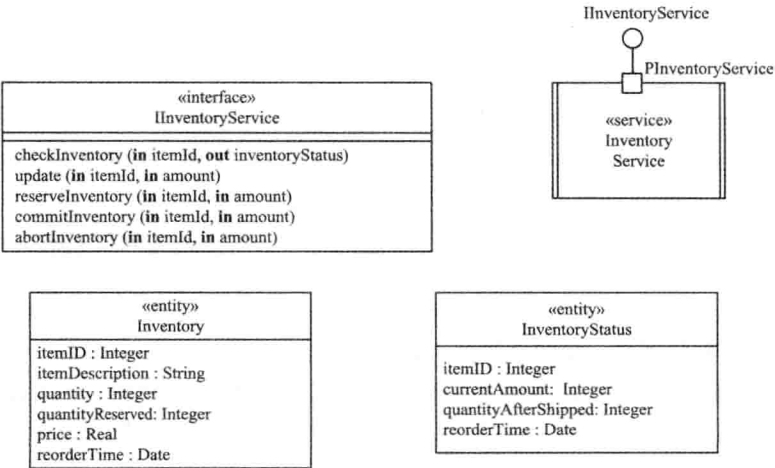 IInventoryService
PInventoryService
«service»
Inventory
Service
«interface»
IInventoryService
checkInventory (in itemId, out inventoryStatus)
update (in itemId, in amount)
reserveInventory (in itemId, in amount)
commitInventory (in itemId, in amount)
abortInventory (in itemId, in amount)
«entity»
Inventory
itemID : Integer
itemDescription : String
quantity : Integer
quantityReserved: Integer
price : Real
reorderTime : Date
«entity»
InventoryStatus
itemID : Integer
currentAmount: Integer
quantityAfterShipped: Integer
reorderTime : Date